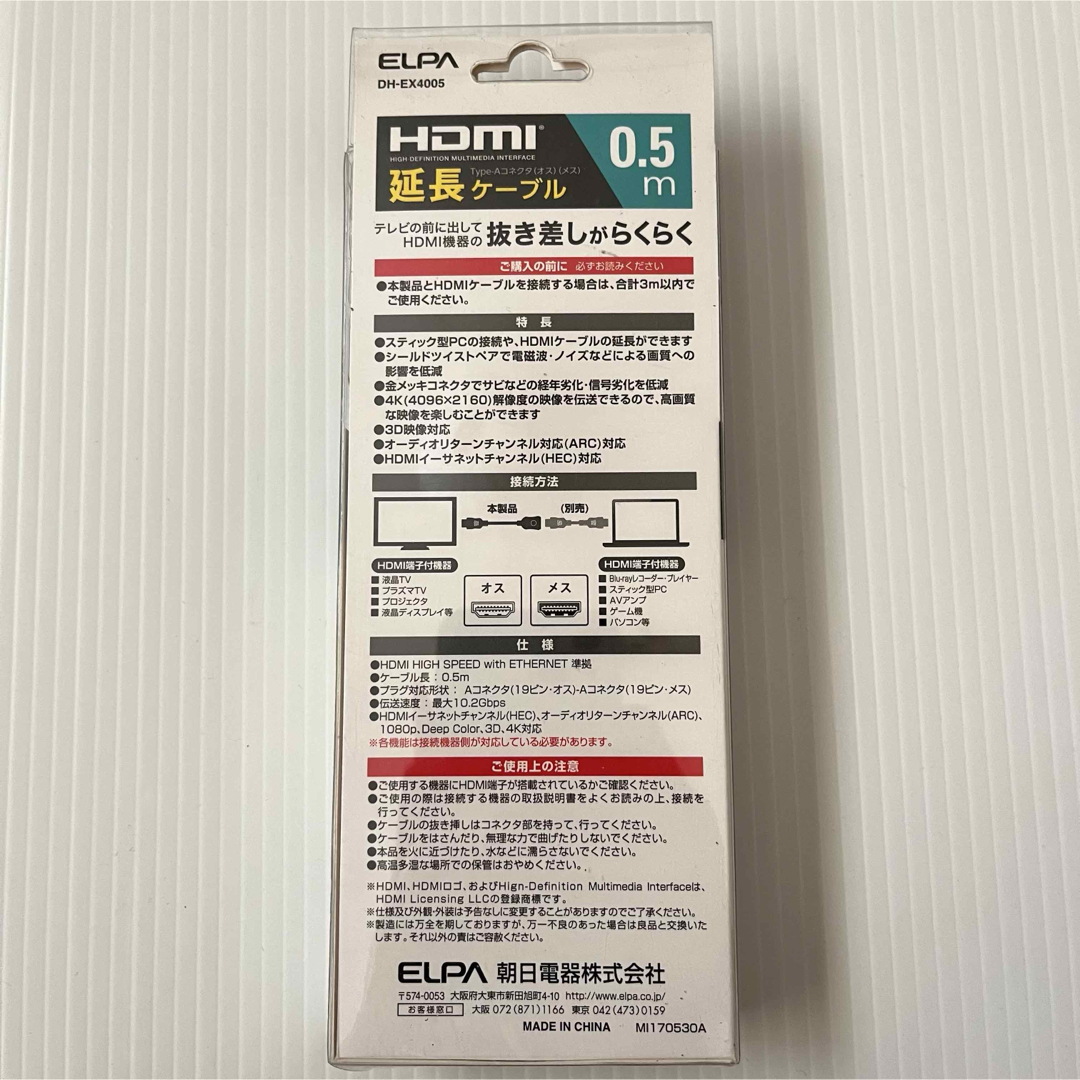 ELPA
DH-EX4005
HDMI®
HIGH-DEFINITION MULTIMEDIA INTERFACE
Type-Aコネクタ(オス)(メス)
延長ケーブル
0.5
m
テレビの前に出して
HDMI機器の 抜き差しがらくらく
ご購入の前に 必ずお読みください
●本製品とHDMIケーブルを接続する場合は、合計3m以内で
ご使用ください。
特 長
●スティック型PCの接続や、HDMIケーブルの延長ができます
●シールドツイストペアで電磁波・ノイズなどによる画質への
影響を低減
●金メッキコネクタでサビなどの経年劣化・信号劣化を低減
●4K(4096×2160)解像度の映像を伝送できるので、高画質
な映像を楽しむことができます
●3D映像対応
●オーディオリターンチャンネル対応(ARC)対応
●HDMIイーサネットチャンネル(HEC)対応
接続方法
本製品
(別売)
HDMI端子付機器
■液晶TV
■プラズマTV
■プロジェクタ
■液晶ディスプレイ等
オス
メス
HDMI端子付機器
■Blu-rayレコーダー・プレイヤー
■スティック型PC
■AVアンプ
■ゲーム機
■パソコン等
仕 様
●HDMI HIGH SPEED with ETHERNET 準拠
●ケーブル長：0.5m
●プラグ対応形状： Aコネクタ(19ピン・オス)-Aコネクタ(19ピン・メス)
●伝送速度：最大10.2Gbps
●HDMIイーサネットチャンネル(HEC)、オーディオリターンチャンネル(ARC)、
1080p、Deep Color、3D、4K対応
※各機能は接続機器側が対応している必要があります。
ご使用上の注意
●ご使用する機器にHDMI端子が搭載されているかご確認ください。
●ご使用の際は接続する機器の取扱説明書をよくお読みの上、接続を
行ってください。
●ケーブルの抜き挿しはコネクタ部を持って、行ってください。
●ケーブルをはさんだり、無理な力で曲げたりしないでください。
●本品を火に近づけたり、水などに濡らさないでください。
●高温多湿な場所での保管はおやめください。
※HDMI、HDMIロゴ、およびHign-Definition Multimedia Interfaceは、
HDMI Licensing LLCの登録商標です。
※仕様及び外観・外装は予告なしに変更することがありますのでご了承ください。
※製造には万全を期しておりますが、万一不良のあった場合は良品と交換いた
します。それ以外の責はご容赦ください。
ELPA 朝日電器株式会社
〒574-0053 大阪府大東市新田旭町4-10 http://www.elpa.co.jp/
お客様窓口 大阪 072(871)1166 東京 042(473)0159
MADE IN CHINA MI170530A